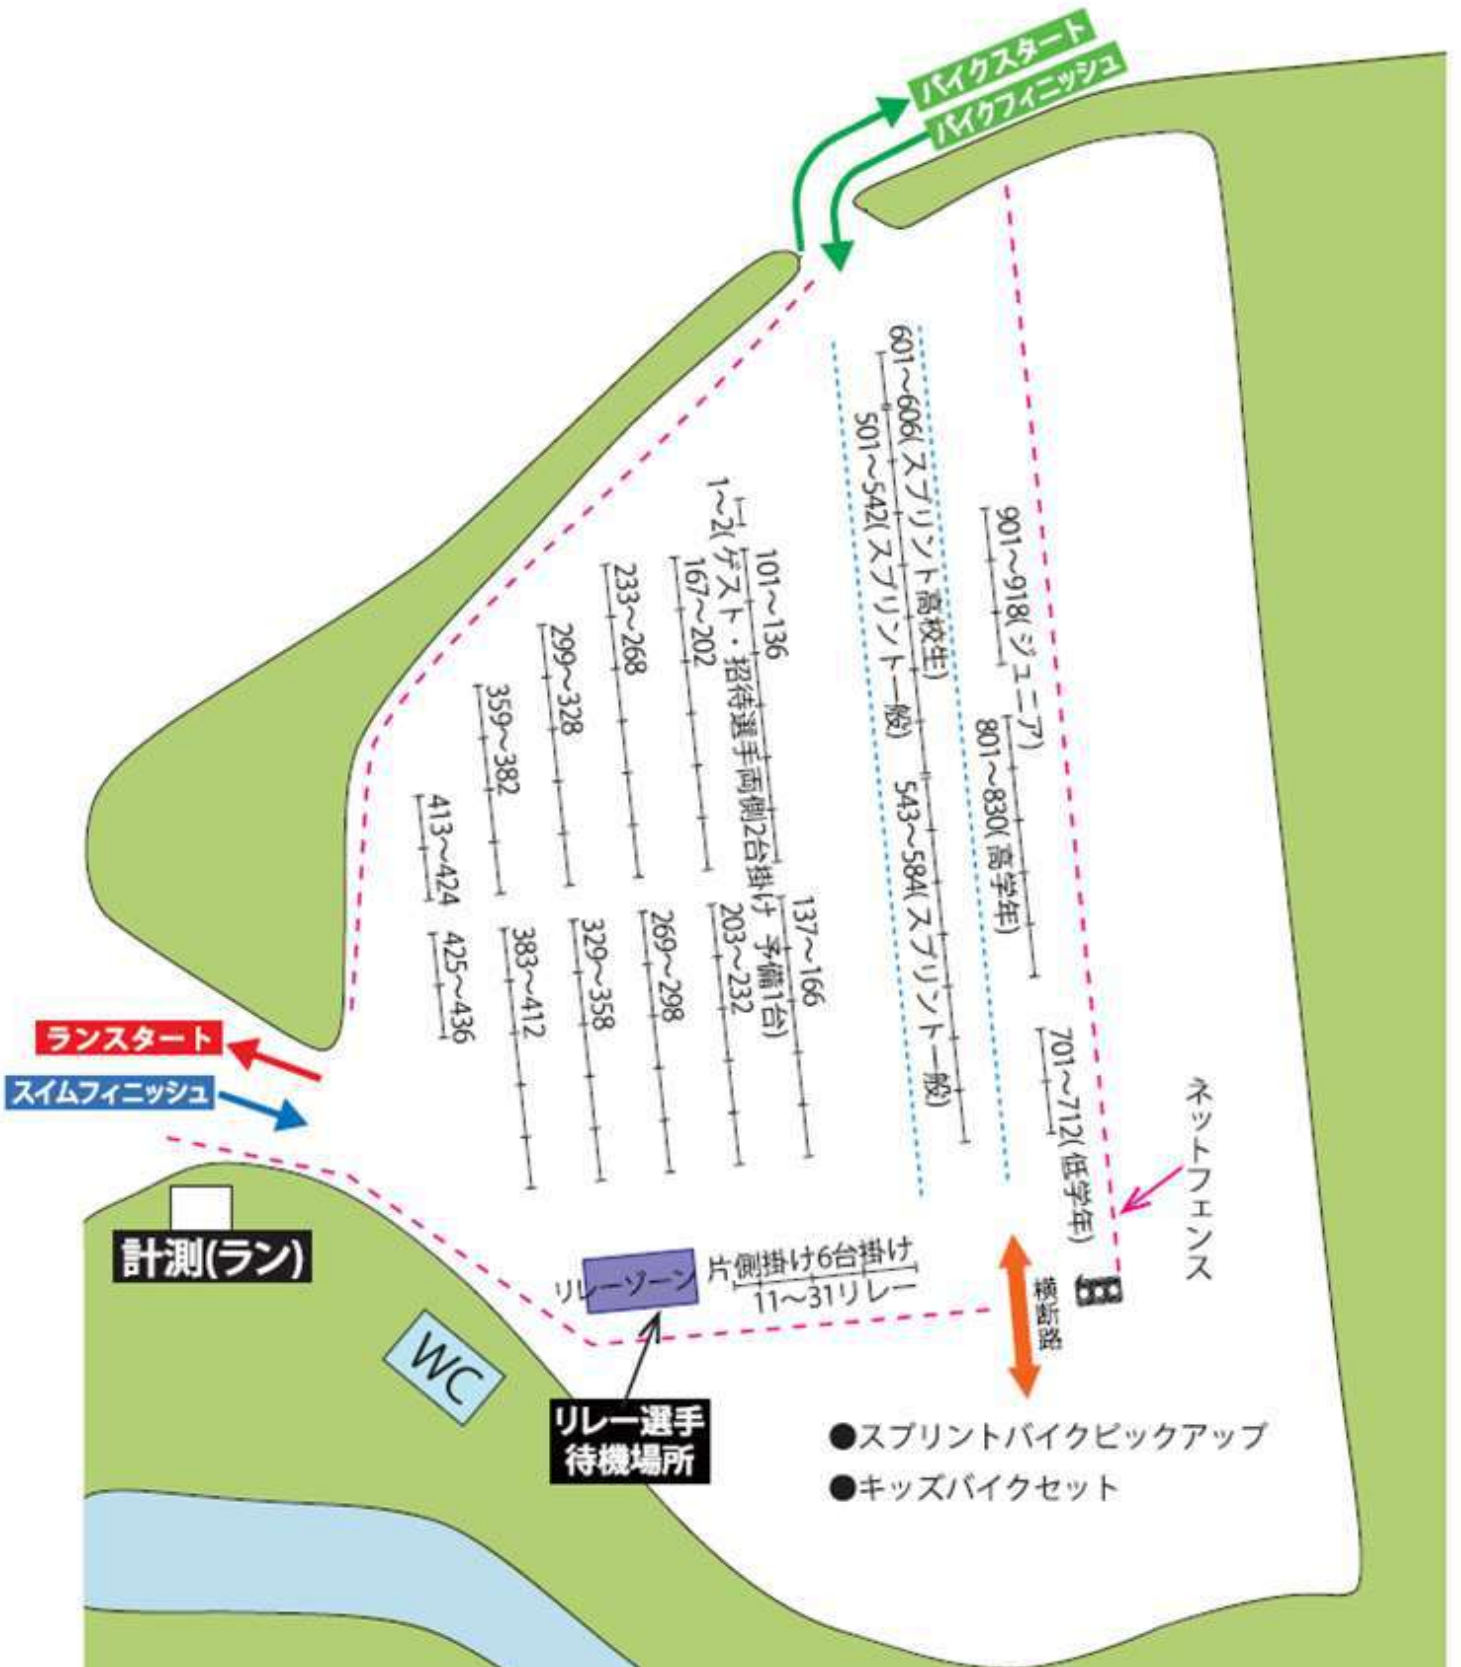 バイクスタート
バイクフィニッシュ
601～606(スプリント高校生)
501～542(スプリント一般)
543～584(スプリント一般)
901～918(ジュニア)
801～830(高学年)
701～712(低学年)
1～2(ゲスト・招待選手両側2台掛け 予備1台)
101～136
137～166
167～202
203～232
233～268
269～298
299～328
329～358
359～382
383～412
413～424
425～436
ランスタート
スイムフィニッシュ
計測(ラン)
ネットフェンス
片側掛け6台掛け
11～31リレー
リレーゾーン
横断路
WC
リレー選手
待機場所
●スプリントバイクピックアップ
●キッズバイクセット